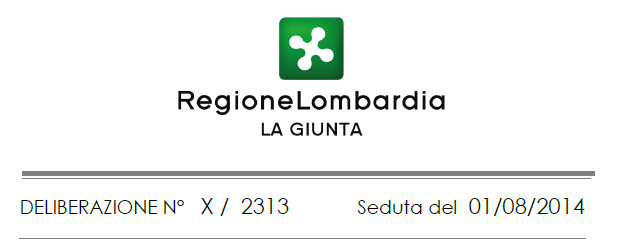 RegioneLombardia
LA GIUNTA
DELIBERAZIONE N° X / 2313 Seduta del 01/08/2014